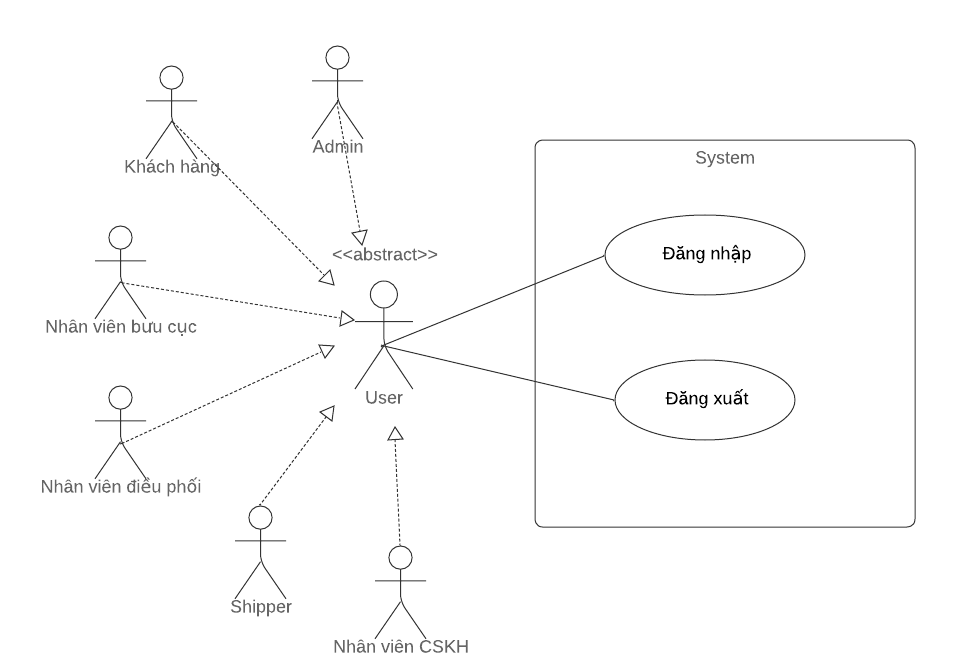 Admin
Khách hàng
System
<<abstract>>
Đăng nhập
Nhân viên bưu cục
User
Đăng xuất
Nhân viên điều phối
Shipper
Nhân viên CSKH